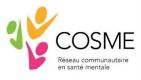 COSME
Réseau communautaire
en santé mentale